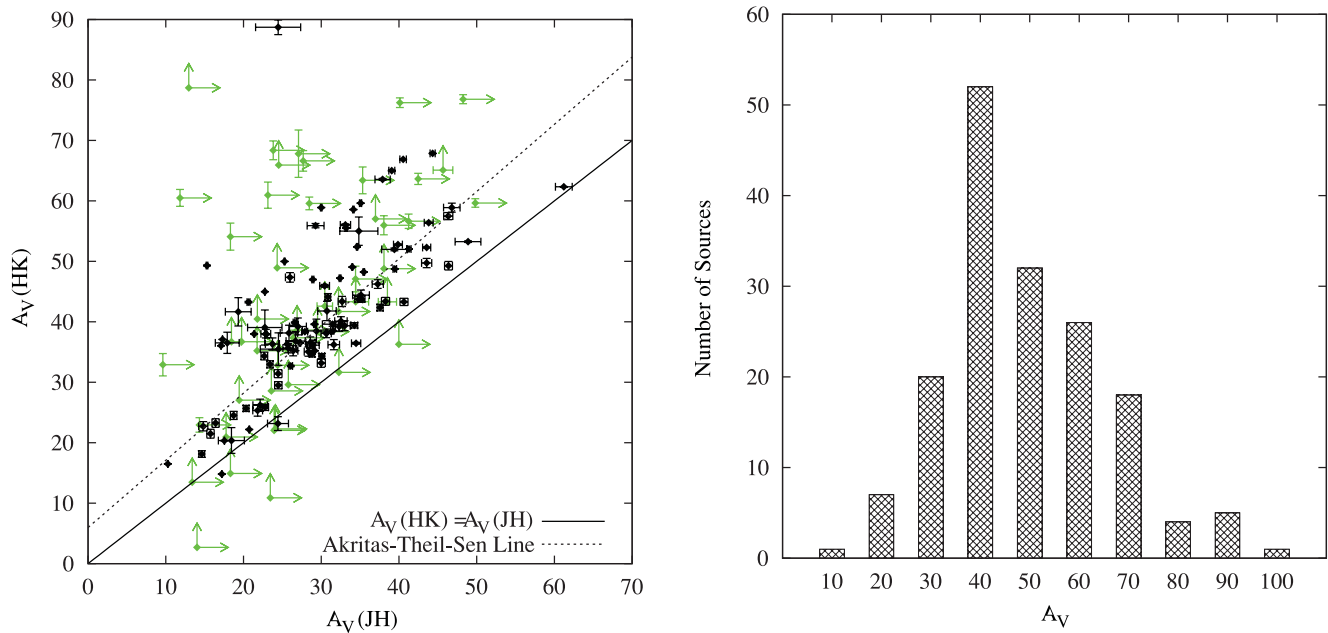 90
80
70
60
50
40
30
20
10
0
0 10 20 30 40 50 60 70
A_V (HK)
A_V (JH)
A_V (HK) =A_V (JH)
Akritas-Theil-Sen Line
60
50
40
30
20
10
0
10 20 30 40 50 60 70 80 90 100
Number of Sources
A_V